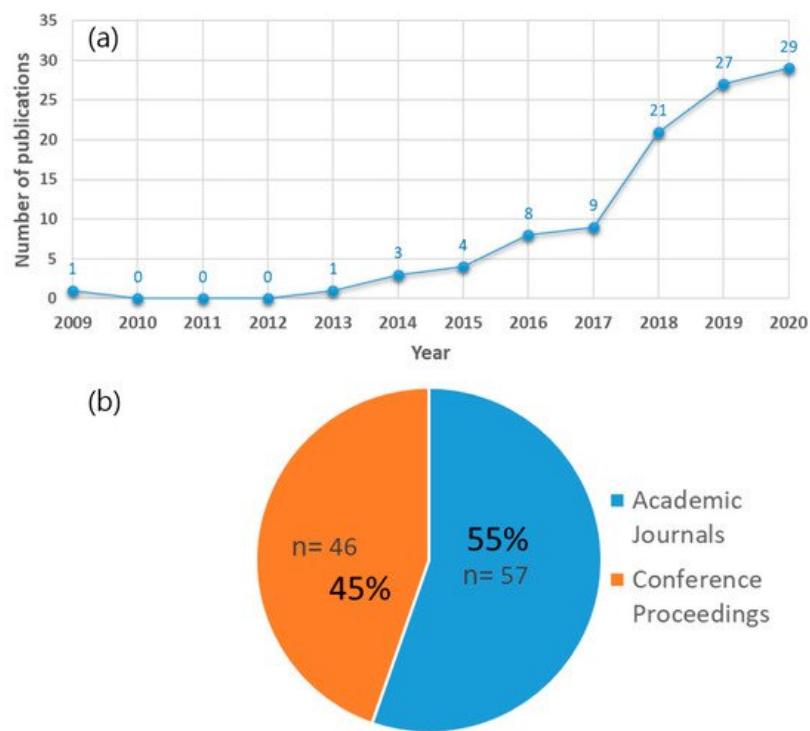 (a)
Number of publications
35
30
25
20
15
10
5
0
1
0
0
0
1
3
4
8
9
21
27
29
2009 2010 2011 2012 2013 2014 2015 2016 2017 2018 2019 2020
Year
(b)
n= 46
45%
55%
n= 57
Academic
Journals
Conference
Proceedings